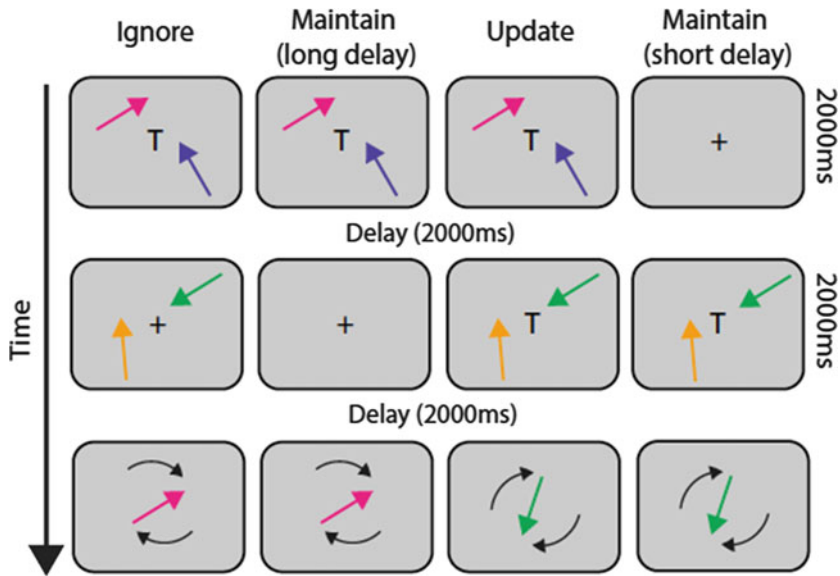 Ignore
Maintain
(long delay)
Update
Maintain
(short delay)
T
T
T
+
2000ms
Delay (2000ms)
+
+
T
T
2000ms
Delay (2000ms)
Time